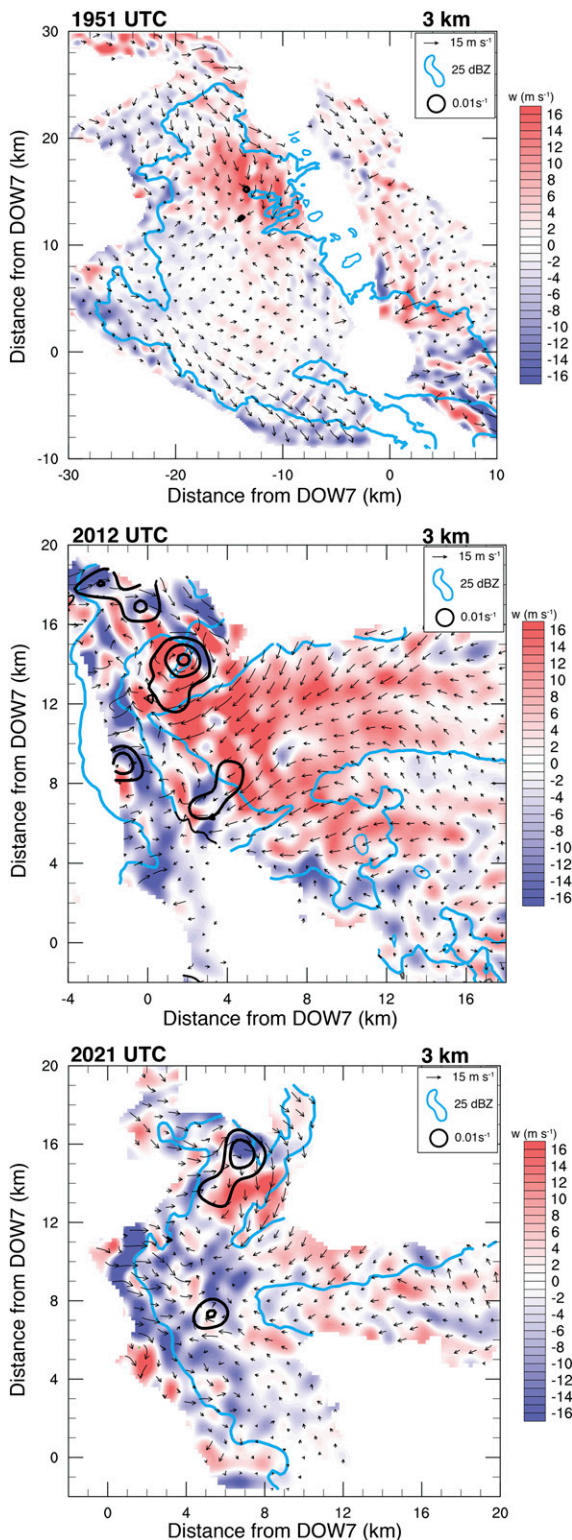 1951 UTC 3 km
15 m s⁻¹
25 dBZ
0.01s⁻¹
w (m s⁻¹)
16
14
12
10
8
6
4
2
0
-2
-4
-6
-8
-10
-12
-14
-16
30
20
10
0
-10
Distance from DOW7 (km)
-30 -20 -10 0 10
Distance from DOW7 (km)
2012 UTC 3 km
15 m s⁻¹
25 dBZ
0.01s⁻¹
w (m s⁻¹)
16
14
12
10
8
6
4
2
0
-2
-4
-6
-8
-10
-12
-14
-16
20
16
12
8
4
0
Distance from DOW7 (km)
-4 0 4 8 12 16
Distance from DOW7 (km)
2021 UTC 3 km
15 m s⁻¹
25 dBZ
0.01s⁻¹
w (m s⁻¹)
16
14
12
10
8
6
4
2
0
-2
-4
-6
-8
-10
-12
-14
-16
20
16
12
8
4
0
Distance from DOW7 (km)
0 4 8 12 16 20
Distance from DOW7 (km)